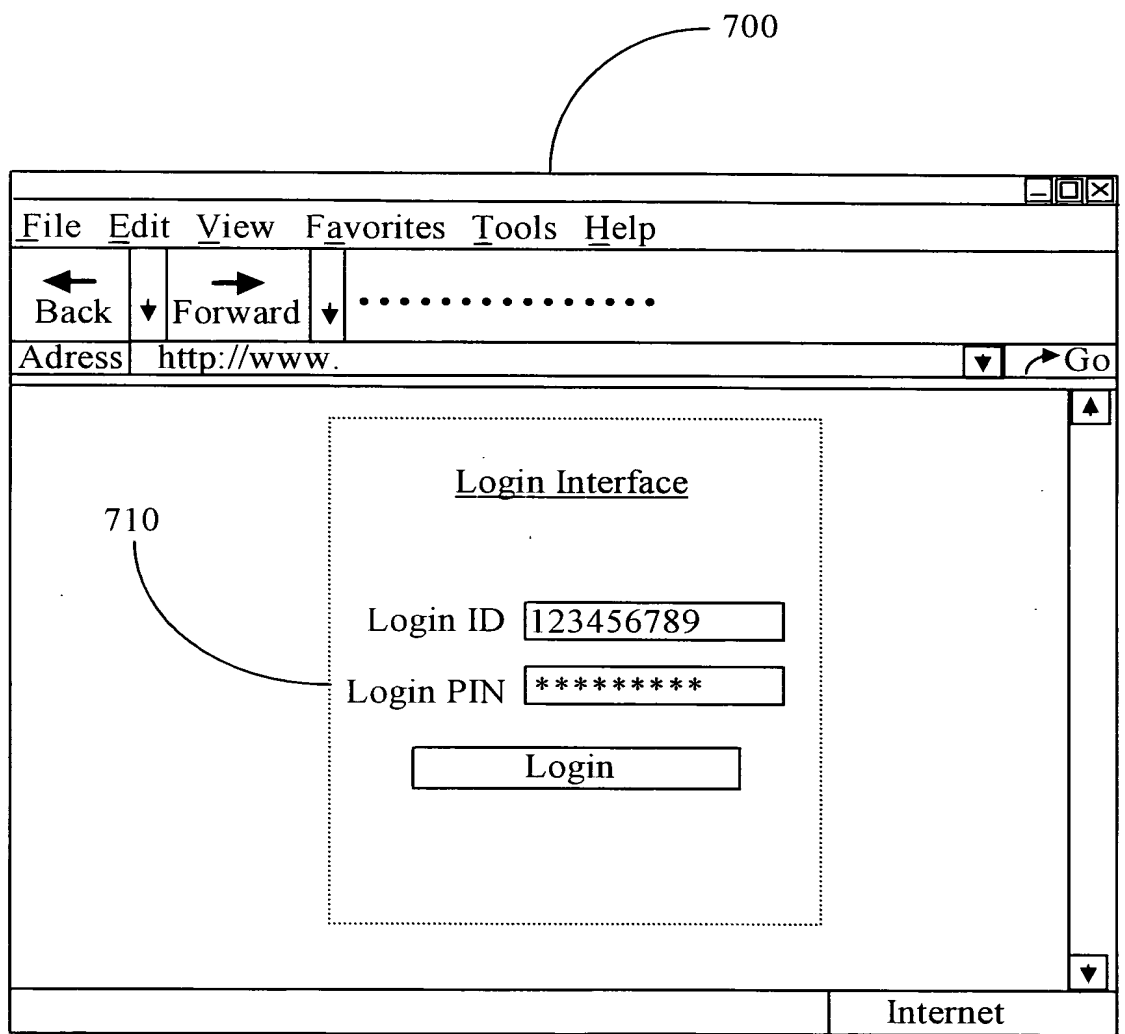 700
File Edit View Favorites Tools Help
Back Forward ...............
Adress http://www. Go
Login Interface
710
Login ID 123456789
Login PIN *********
Login
Internet